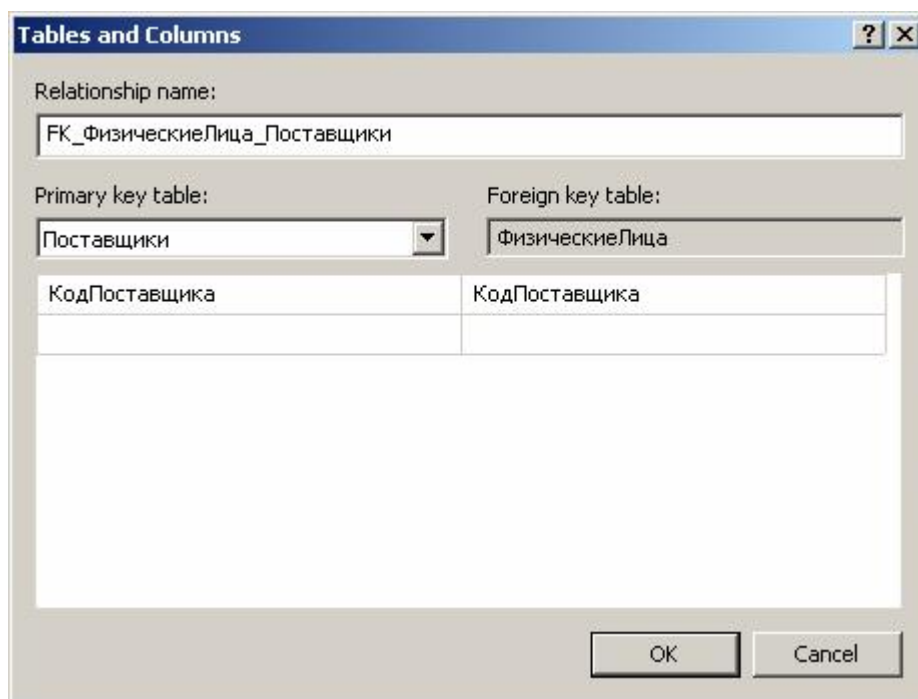 Tables and Columns
Relationship name:
FK_ФизическиеЛица_Поставщики
Primary key table: Foreign key table:
Поставщики ФизическиеЛица
КодПоставщика КодПоставщика
OK Cancel